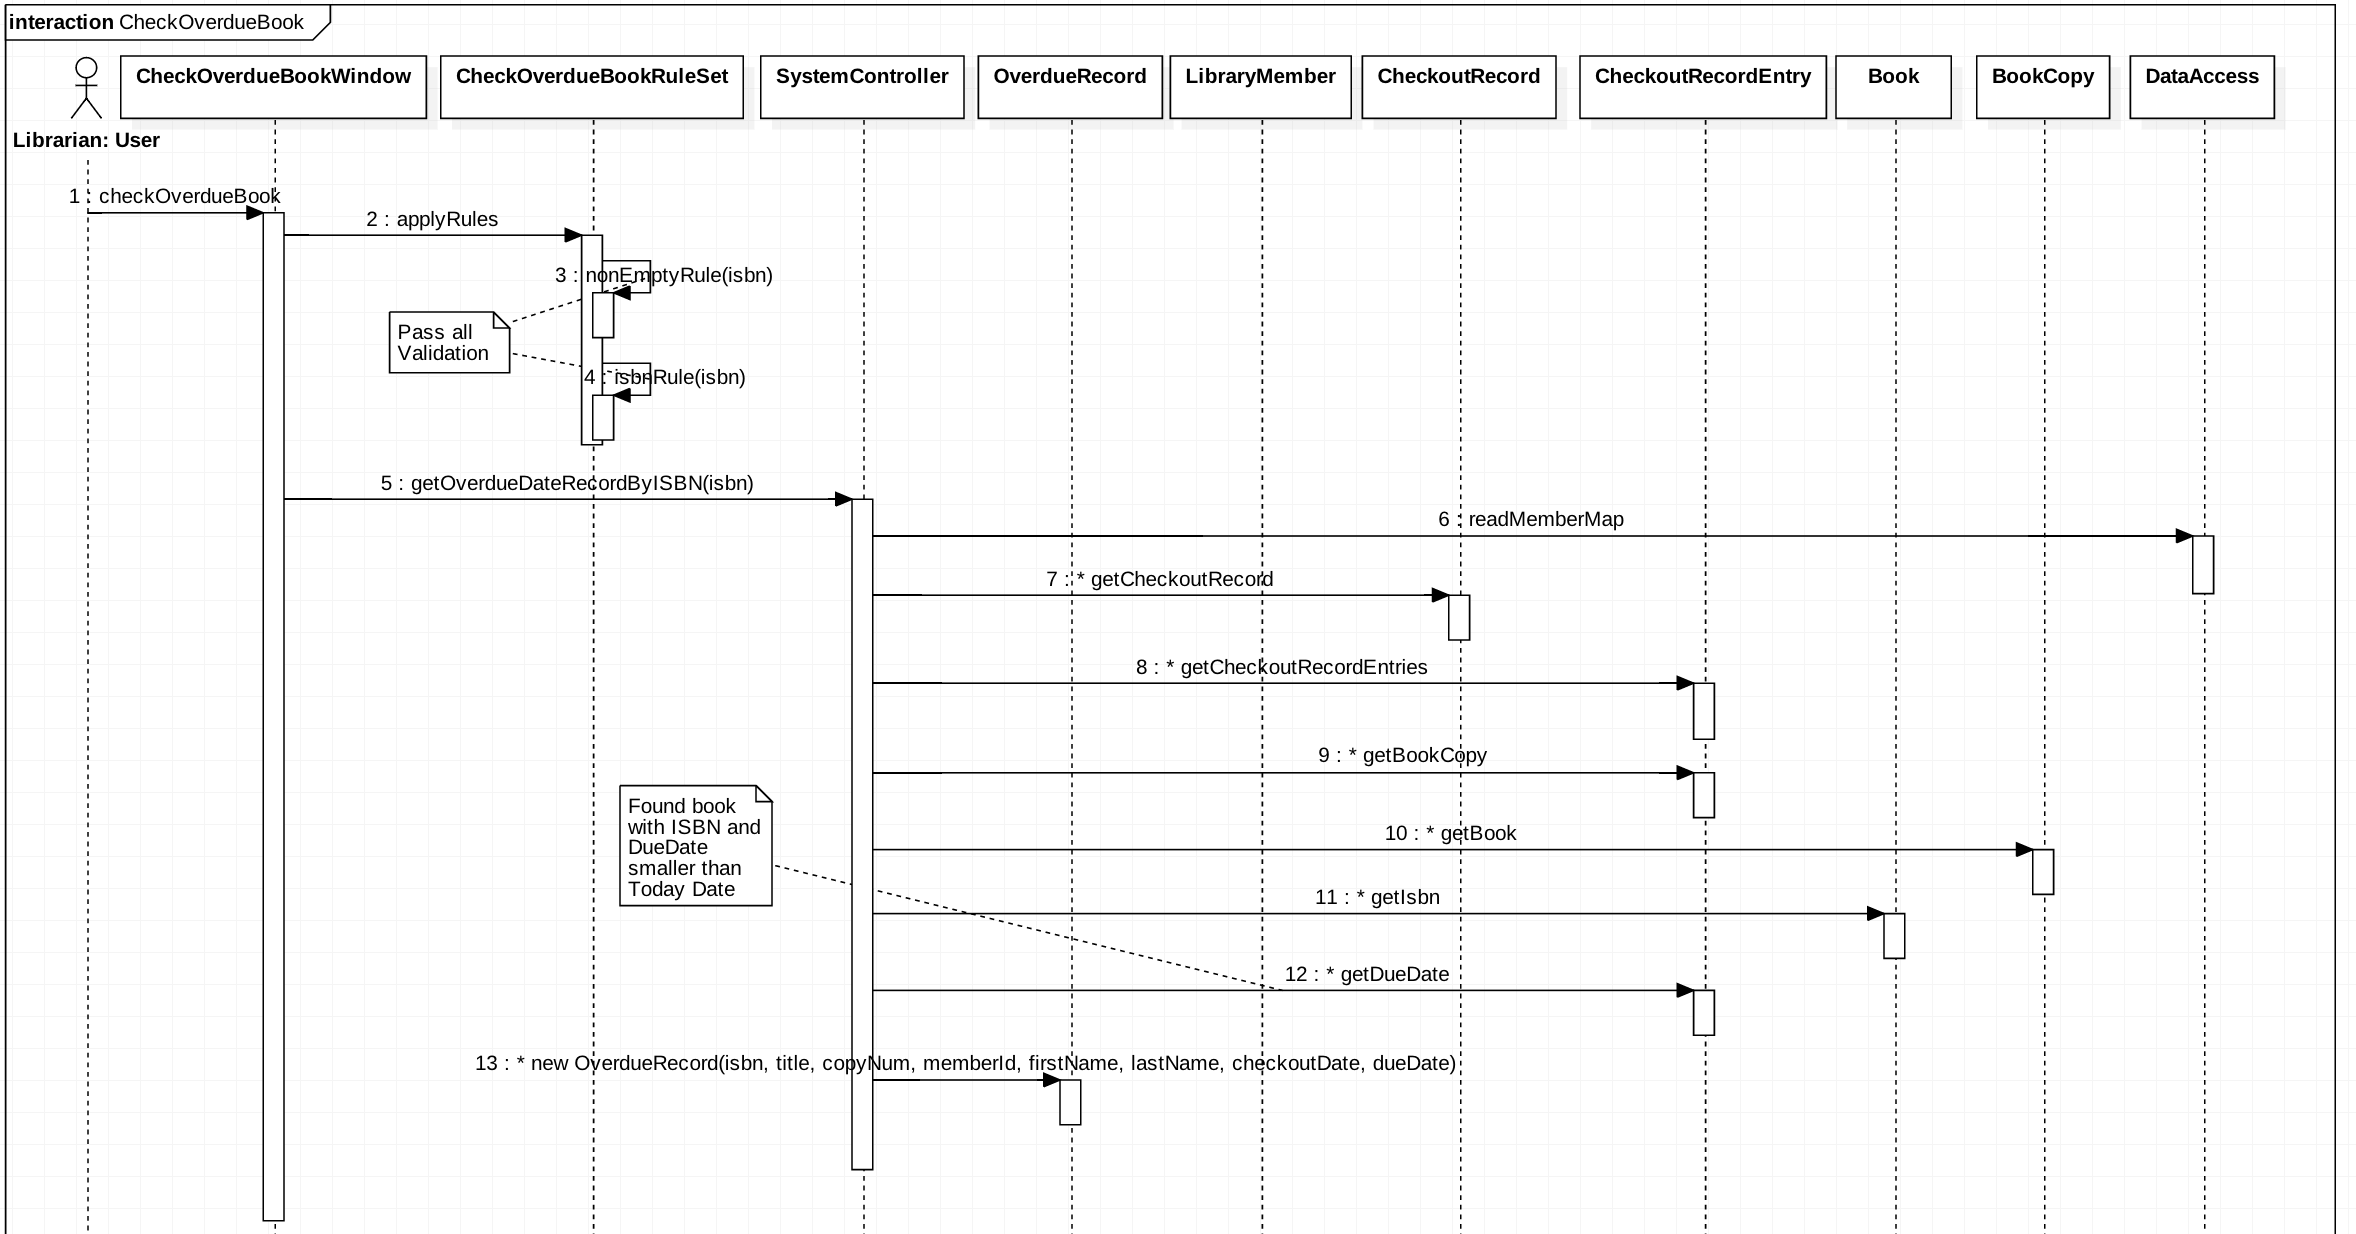 interaction CheckOverdueBook
CheckOverdueBookWindow
CheckOverdueBookRuleSet
SystemController
OverdueRecord
LibraryMember
CheckoutRecord
CheckoutRecordEntry
Book
BookCopy
DataAccess
Librarian: User
1 : checkOverdueBook
2 : applyRules
3 : nonEmptyRule(isbn)
Pass all
Validation
4 : isbnRule(isbn)
5 : getOverdueDateRecordByISBN(isbn)
6 : readMemberMap
7 : * getCheckoutRecord
8 : * getCheckoutRecordEntries
9 : * getBookCopy
Found book
with ISBN and
DueDate
smaller than
Today Date
10 : * getBook
11 : * getIsbn
12 : * getDueDate
13 : * new OverdueRecord(isbn, title, copyNum, memberId, firstName, lastName, checkoutDate, dueDate)